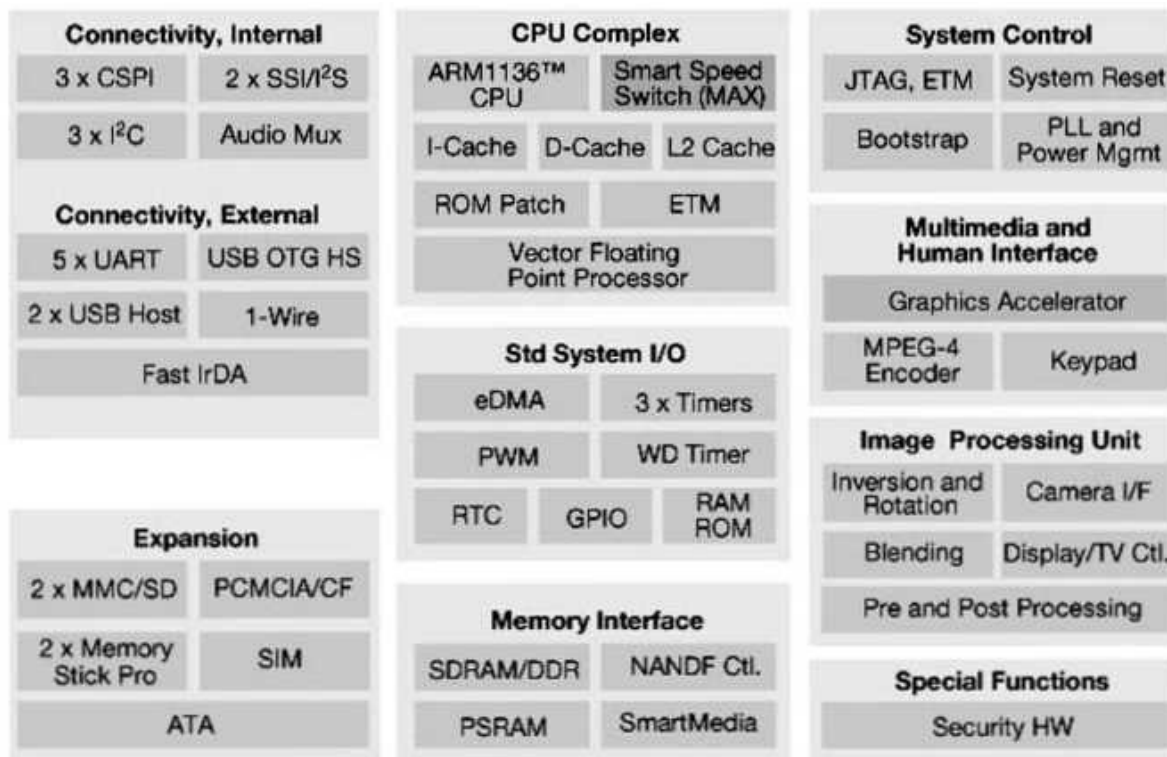 Connectivity, Internal
3 x CSPI
2 x SSI/I²S
3 x I²C
Audio Mux
Connectivity, External
5 x UART
USB OTG HS
2 x USB Host
1-Wire
Fast IrDA
Expansion
2 x MMC/SD
PCMCIA/CF
2 x Memory
Stick Pro
SIM
ATA
CPU Complex
ARM1136™
CPU
Smart Speed
Switch (MAX)
I-Cache
D-Cache
L2 Cache
ROM Patch
ETM
Vector Floating
Point Processor
Std System I/O
eDMA
3 x Timers
PWM
WD Timer
RTC
GPIO
RAM
ROM
Memory Interface
SDRAM/DDR
NANDF Ctl.
PSRAM
SmartMedia
System Control
JTAG, ETM
System Reset
Bootstrap
PLL and
Power Mgmt
Multimedia and
Human Interface
Graphics Accelerator
MPEG-4
Encoder
Keypad
Image Processing Unit
Inversion and
Rotation
Camera I/F
Blending
Display/TV Ctl.
Pre and Post Processing
Special Functions
Security HW